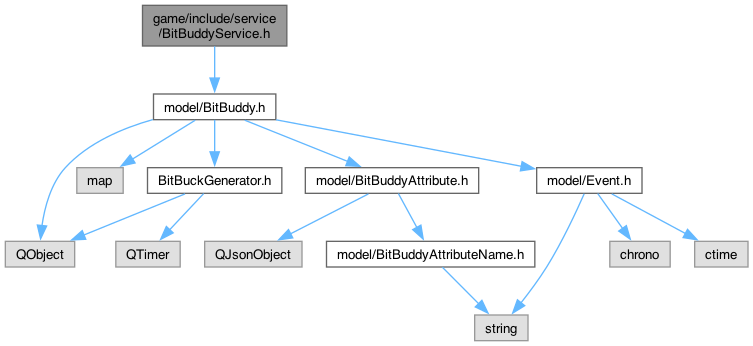 game/include/service
/BitBuddyService.h
model/BitBuddy.h
map
BitBuckGenerator.h
model/BitBuddyAttribute.h
model/Event.h
QObject
QTimer
QJsonObject
model/BitBuddyAttributeName.h
chrono
ctime
string